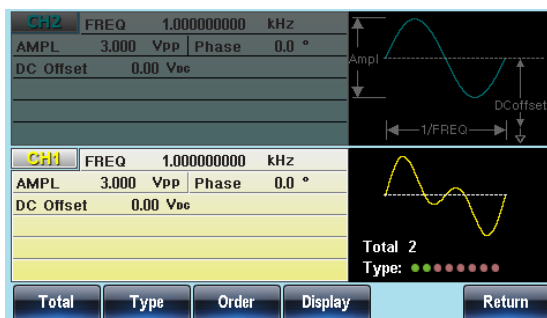 CH2 FREQ 1.000000000 kHz
AMPL 3.000 Vpp Phase 0.0 °
DC Offset 0.00 VDC
Ampl
DCoffset
1/FREQ
CH1 FREQ 1.000000000 kHz
AMPL 3.000 Vpp Phase 0.0 °
DC Offset 0.00 VDC
Total 2
Type:
Total Type Order Display Return